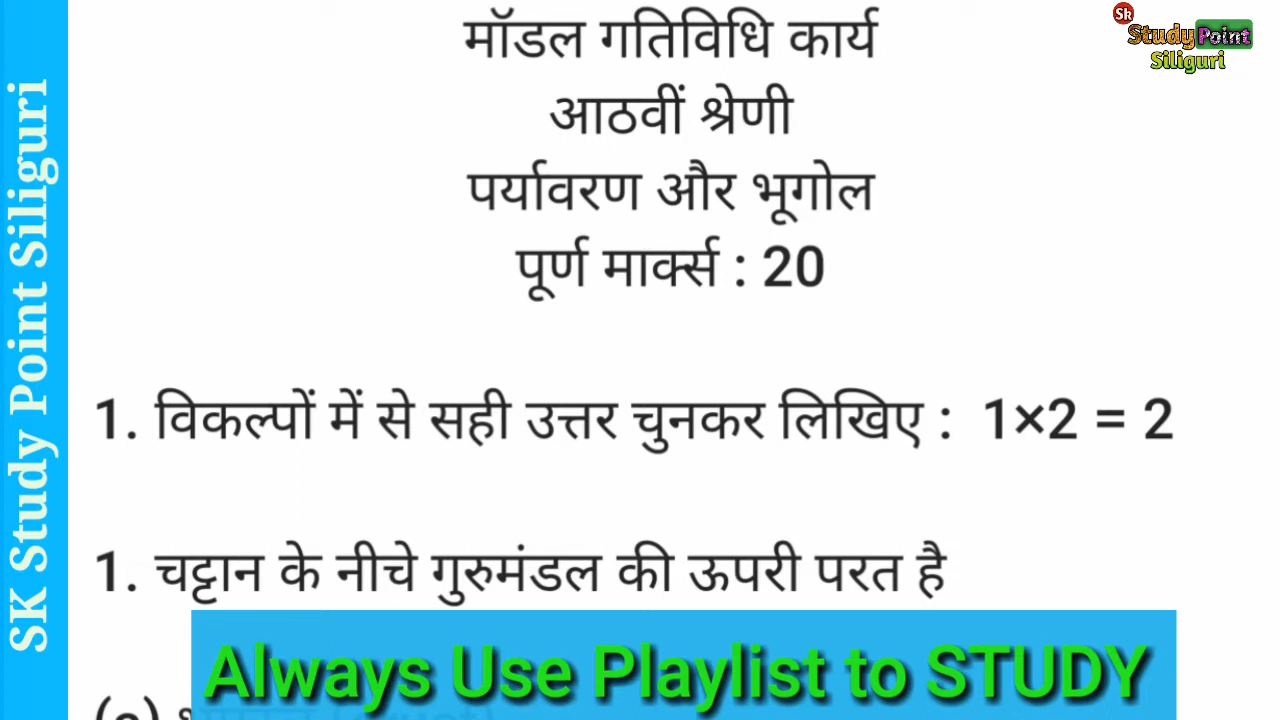 Sk
Study Point
Siliguri
SK Study Point Siliguri
मॉडल गतिविधि कार्य
आठवीं श्रेणी
पर्यावरण और भूगोल
पूर्ण मार्क्स : 20
1. विकल्पों में से सही उत्तर चुनकर लिखिए : 1×2 = 2
1. चट्टान के नीचे गुरुमंडल की ऊपरी परत है
Always Use Playlist to STUDY